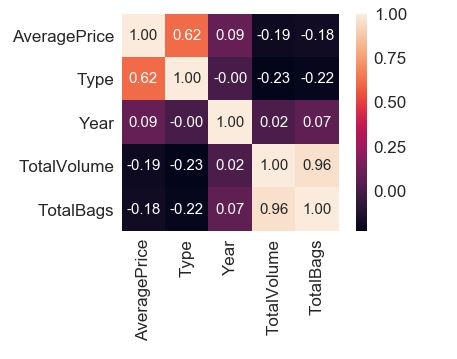 AveragePrice 1.00 0.62 0.09 -0.19 -0.18
Type 0.62 1.00 -0.00 -0.23 -0.22
Year 0.09 -0.00 1.00 0.02 0.07
TotalVolume -0.19 -0.23 0.02 1.00 0.96
TotalBags -0.18 -0.22 0.07 0.96 1.00
AveragePrice
Type
Year
TotalVolume
TotalBags
1.00
0.75
0.50
0.25
0.00